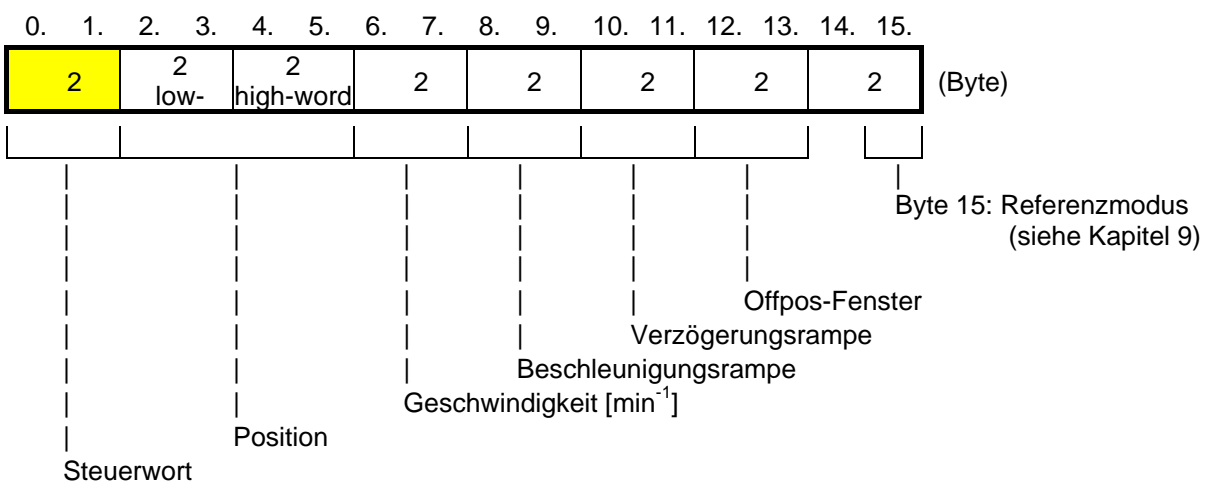 0. 1. 2. 3. 4. 5. 6. 7. 8. 9. 10. 11. 12. 13. 14. 15.
2 2 2 2 2 2 2 2 (Byte)
low- high-word
Byte 15: Referenzmodus
(siehe Kapitel 9)
Offpos-Fenster
Verzögerungsrampe
Beschleunigungsrampe
Geschwindigkeit [min⁻¹]
Position
Steuerwort